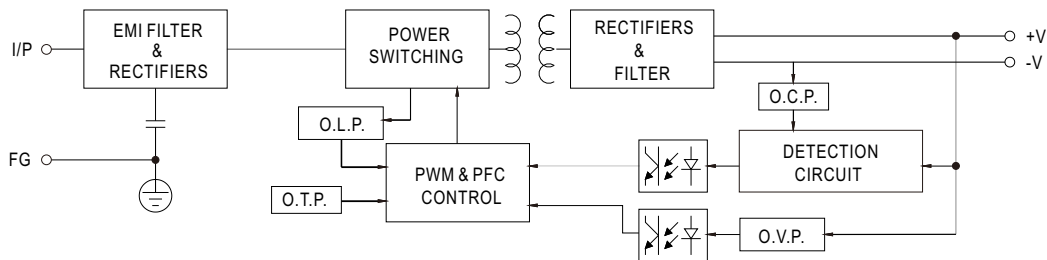 I/P
EMI FILTER
&
RECTIFIERS
POWER
SWITCHING
RECTIFIERS
&
FILTER
+V
-V
O.C.P.
O.L.P.
FG
PWM & PFC
CONTROL
DETECTION
CIRCUIT
O.T.P.
O.V.P.